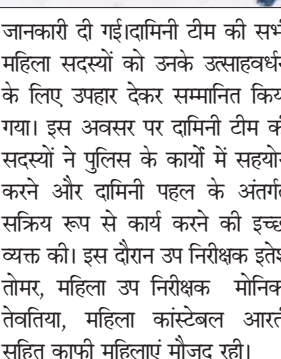 जानकारी दी गई।दामिनी टीम की सभी
महिला सदस्यों को उनके उत्साहवर्धन
के लिए उपहार देकर सम्मानित किया
गया। इस अवसर पर दामिनी टीम की
सदस्यों ने पुलिस के कार्यों में सहयोग
करने और दामिनी पहल के अंतर्गत
सक्रिय रूप से कार्य करने की इच्छा
व्यक्त की। इस दौरान उप निरीक्षक
तोमर, महिला उप निरीक्षक
तेवतिया, महिला कांस्टेबल
सहित काफी महिलाएं मौजूद रही।